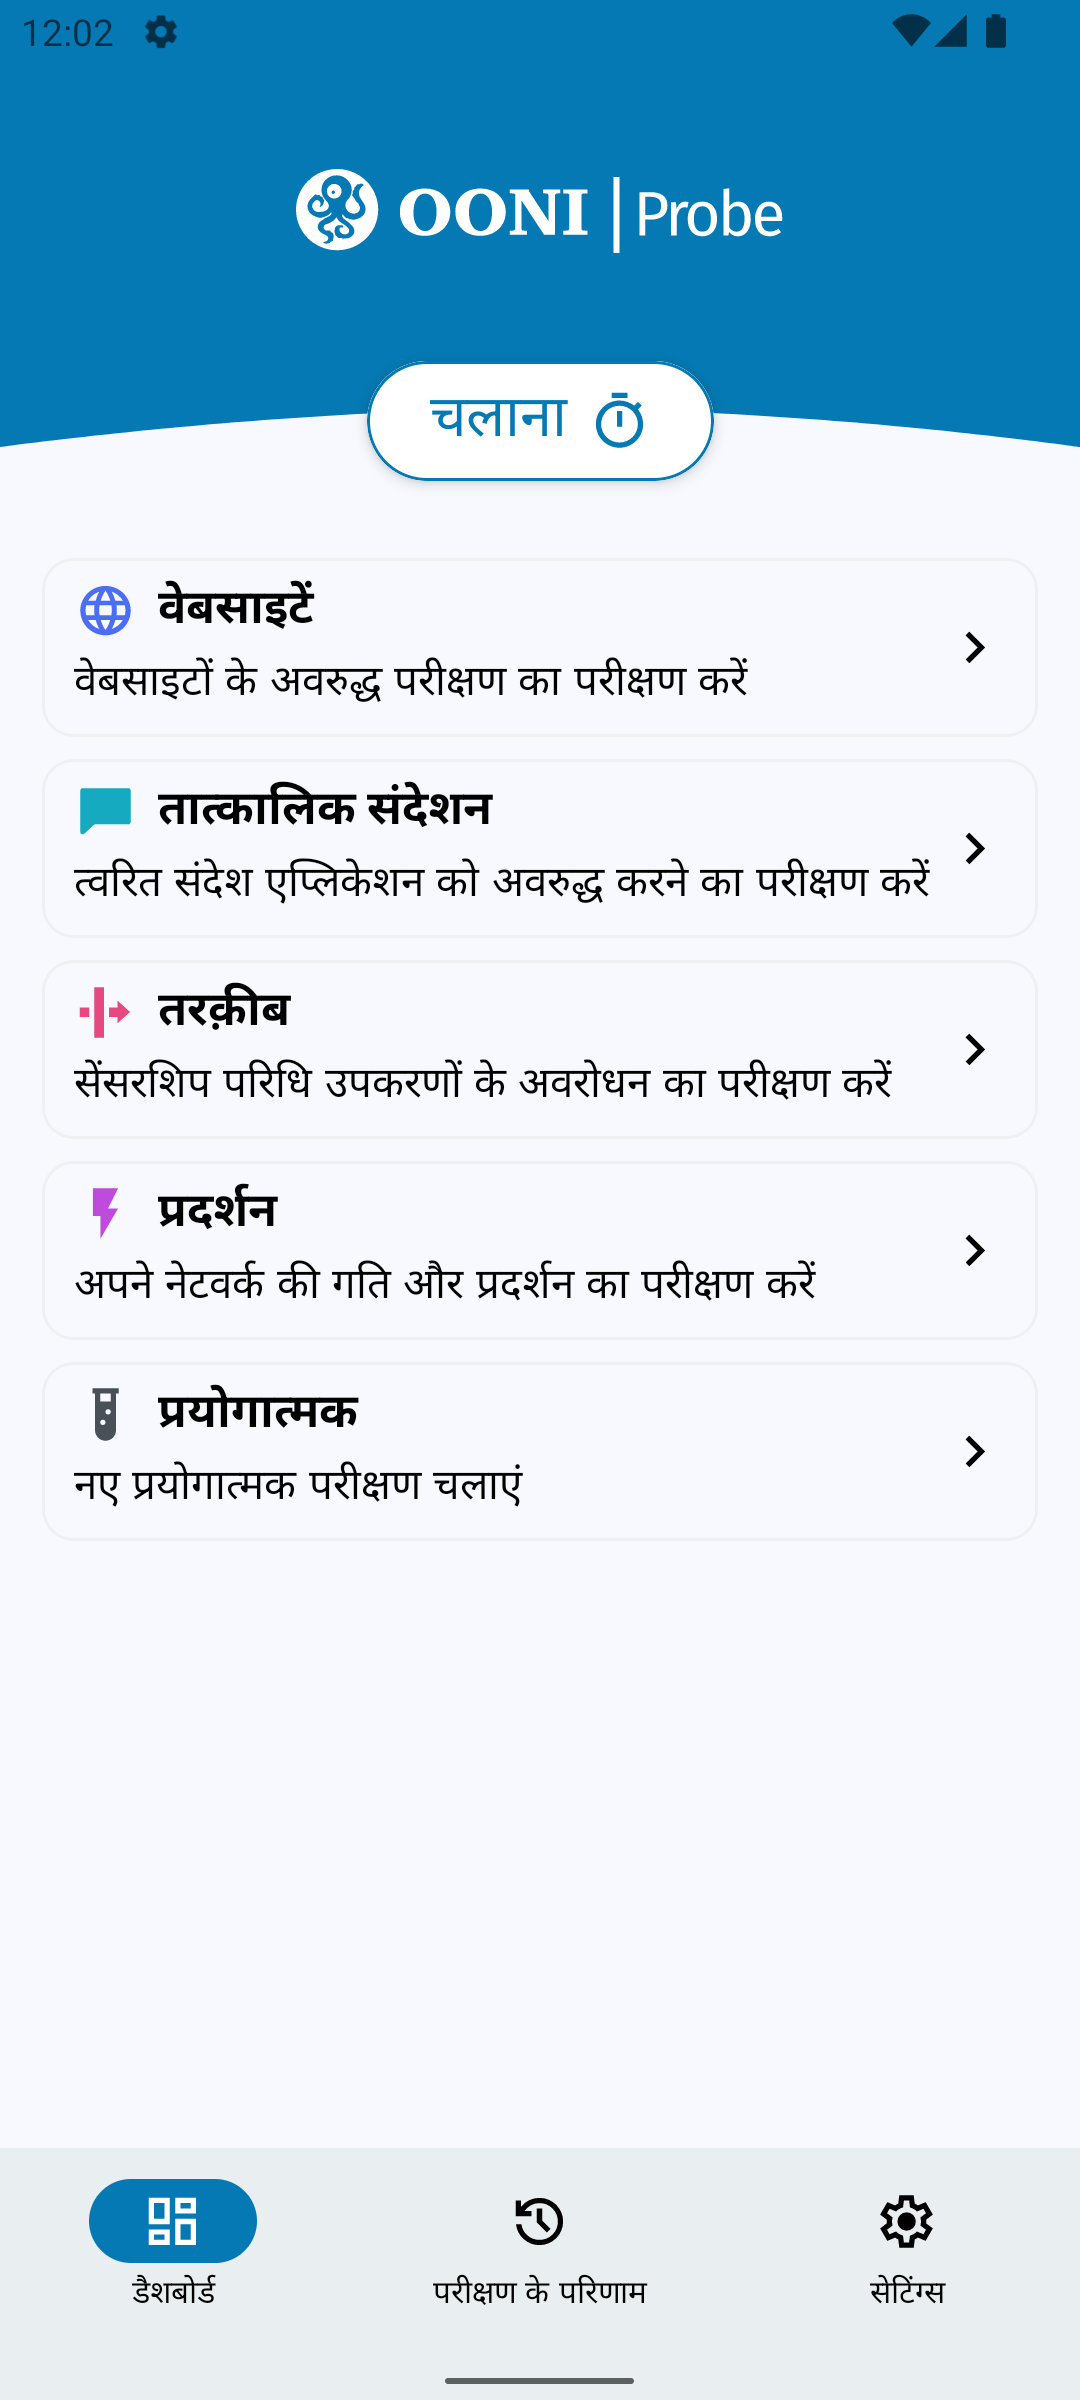 12:02
OONI | Probe
चलाना
वेबसाइटें
वेबसाइटों के अवरुद्ध परीक्षण का परीक्षण करें
तात्कालिक संदेशन
त्वरित संदेश एप्लिकेशन को अवरुद्ध करने का परीक्षण करें
तरक़ीब
सेंसरशिप परिधि उपकरणों के अवरोधन का परीक्षण करें
प्रदर्शन
अपने नेटवर्क की गति और प्रदर्शन का परीक्षण करें
प्रयोगात्मक
नए प्रयोगात्मक परीक्षण चलाएं
डैशबोर्ड
परीक्षण के परिणाम
सेटिंग्स